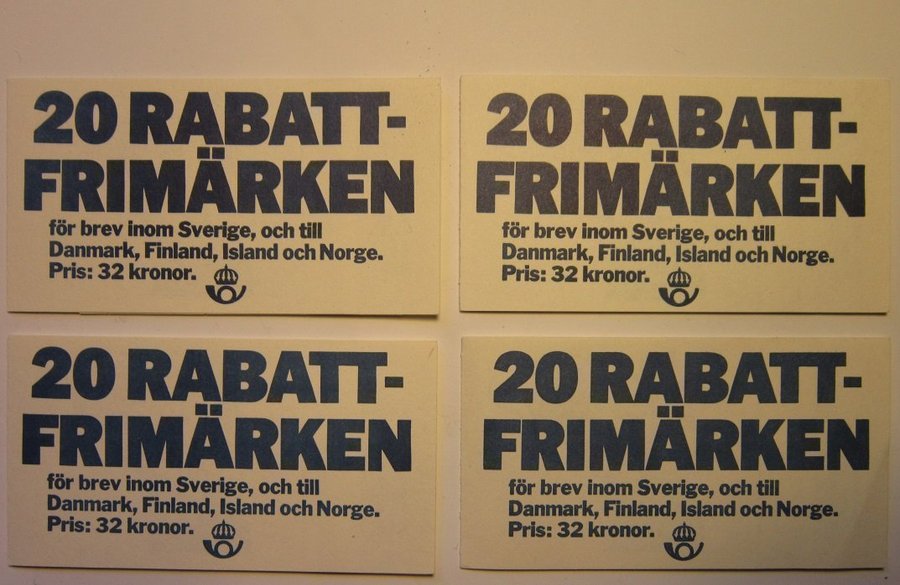 20 RABATT-
FRIMÄRKEN
för brev inom Sverige, och till
Danmark, Finland, Island och Norge.
Pris: 32 kronor.
20 RABATT-
FRIMÄRKEN
för brev inom Sverige, och till
Danmark, Finland, Island och Norge.
Pris: 32 kronor.
20 RABATT-
FRIMÄRKEN
för brev inom Sverige, och till
Danmark, Finland, Island och Norge.
Pris: 32 kronor.
20 RABATT-
FRIMÄRKEN
för brev inom Sverige, och till
Danmark, Finland, Island och Norge.
Pris: 32 kronor.